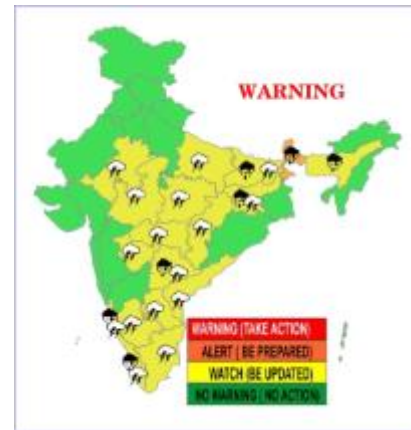 WARNING
WARNING (TAKE ACTION)
ALERT ( BE PREPARED)
WATCH (BE UPDATED)
NO WARNING ( NO ACTION)